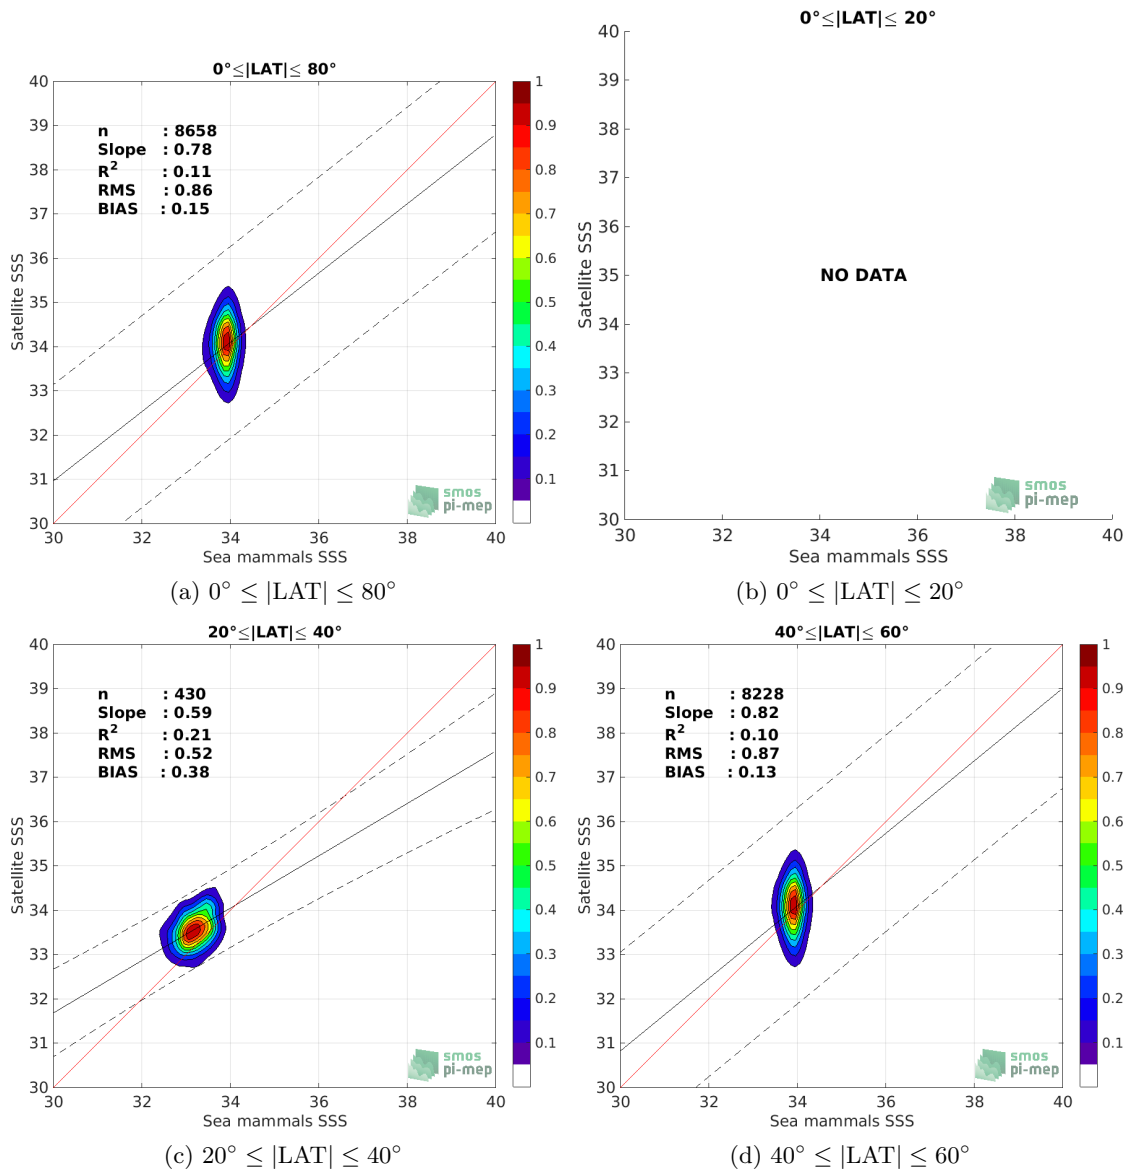 0°≤|LAT|≤ 80°
40
39
38
37
36
35
34
33
32
31
30
30
32
34
36
38
40
Satellite SSS
Sea mammals SSS
n : 8658
Slope : 0.78
R² : 0.11
RMS : 0.86
BIAS : 0.15
1
0.9
0.8
0.7
0.6
0.5
0.4
0.3
0.2
0.1
smos
pi-mep
(a) 0° ≤ |LAT| ≤ 80°
0°≤|LAT|≤ 20°
40
39
38
37
36
35
34
33
32
31
30
30
32
34
36
38
40
Satellite SSS
Sea mammals SSS
NO DATA
smos
pi-mep
(b) 0° ≤ |LAT| ≤ 20°
20°≤|LAT|≤ 40°
40
39
38
37
36
35
34
33
32
31
30
30
32
34
36
38
40
Satellite SSS
Sea mammals SSS
n : 430
Slope : 0.59
R² : 0.21
RMS : 0.52
BIAS : 0.38
1
0.9
0.8
0.7
0.6
0.5
0.4
0.3
0.2
0.1
smos
pi-mep
(c) 20° ≤ |LAT| ≤ 40°
40°≤|LAT|≤ 60°
40
39
38
37
36
35
34
33
32
31
30
30
32
34
36
38
40
Satellite SSS
Sea mammals SSS
n : 8228
Slope : 0.82
R² : 0.10
RMS : 0.87
BIAS : 0.13
1
0.9
0.8
0.7
0.6
0.5
0.4
0.3
0.2
0.1
smos
pi-mep
(d) 40° ≤ |LAT| ≤ 60°